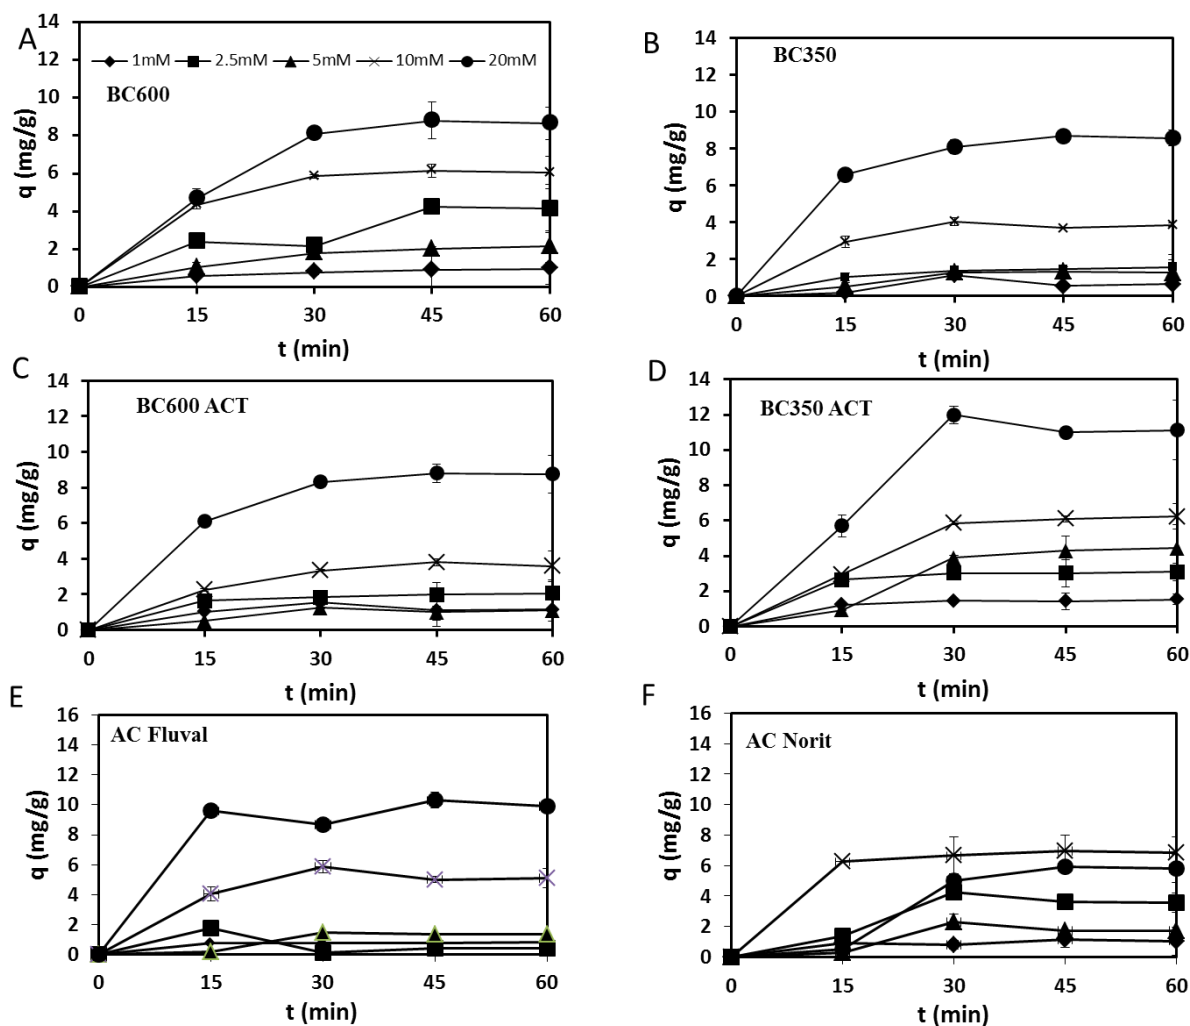 A
14
12
10
8
6
4
2
0
q (mg/g)
1mM 2.5mM 5mM 10mM 20mM
BC600
0 15 30 45 60
t (min)
B
14
12
10
8
6
4
2
0
q (mg/g)
BC350
0 15 30 45 60
t (min)
C
14
12
10
8
6
4
2
0
q (mg/g)
BC600 ACT
0 15 30 45 60
t (min)
D
14
12
10
8
6
4
2
0
q (mg/g)
BC350 ACT
0 15 30 45 60
t (min)
E
16
14
12
10
8
6
4
2
0
q (mg/g)
AC Fluval
0 15 30 45 60
t (min)
F
16
14
12
10
8
6
4
2
0
q (mg/g)
AC Norit
0 15 30 45 60
t (min)